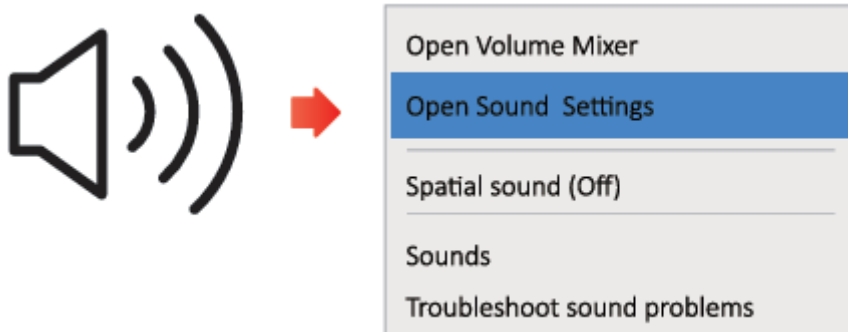 Open Volume Mixer
Open Sound Settings
Spatial sound (Off)
Sounds
Troubleshoot sound problems